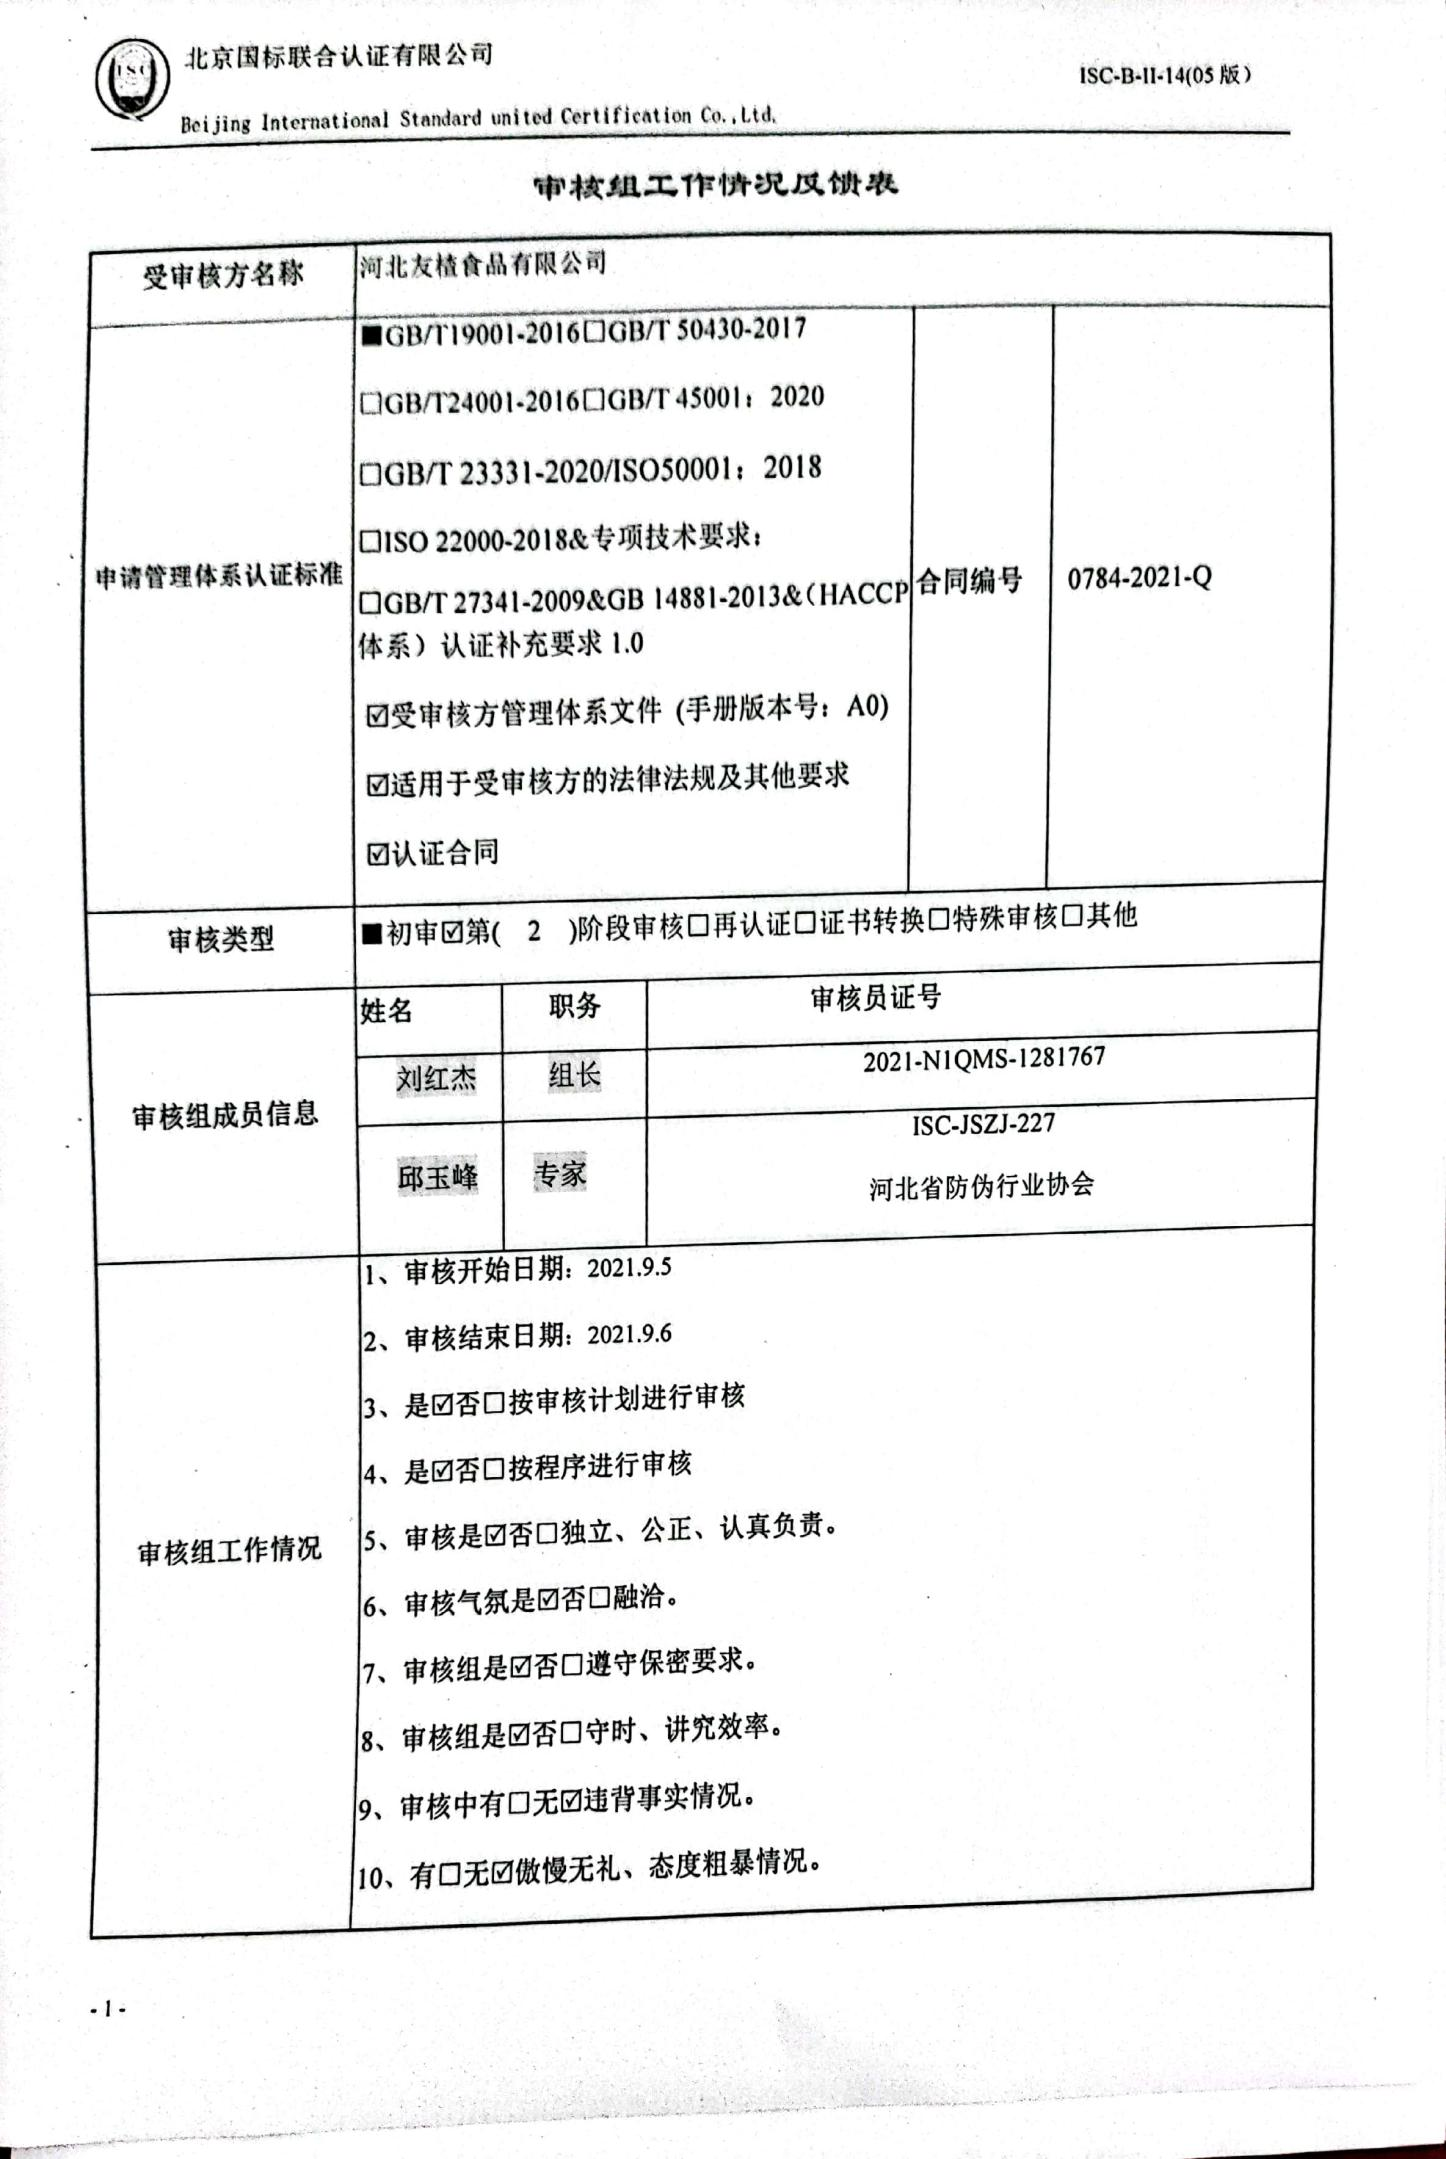 北京国标联合认证有限公司
ISC-B-II-14(05 版)
Beijing International Standard united Certification Co.,Ltd.
审核组工作情况反馈表
受审核方名称
河北友楂食品有限公司
申请管理体系认证标准
■GB/T19001-2016□GB/T 50430-2017
□GB/T24001-2016□GB/T 45001：2020
□GB/T 23331-2020/ISO50001：2018
□ISO 22000-2018&专项技术要求：
□GB/T 27341-2009&GB 14881-2013&（HACCP
体系）认证补充要求 1.0
☑受审核方管理体系文件 (手册版本号：A0)
☑适用于受审核方的法律法规及其他要求
☑认证合同
合同编号
0784-2021-Q
审核类型
■初审☑第( 2 )阶段审核□再认证□证书转换□特殊审核□其他
审核组成员信息
姓名 职务 审核员证号
刘红杰 组长 2021-N1QMS-1281767
邱玉峰 专家 ISC-JSZJ-227
河北省防伪行业协会
审核组工作情况
1、审核开始日期：2021.9.5
2、审核结束日期：2021.9.6
3、是☑否□按审核计划进行审核
4、是☑否□按程序进行审核
5、审核是☑否□独立、公正、认真负责。
6、审核气氛是☑否□融洽。
7、审核组是☑否□遵守保密要求。
8、审核组是☑否□守时、讲究效率。
9、审核中有□无☑违背事实情况。
10、有□无☑傲慢无礼、态度粗暴情况。
- 1 -